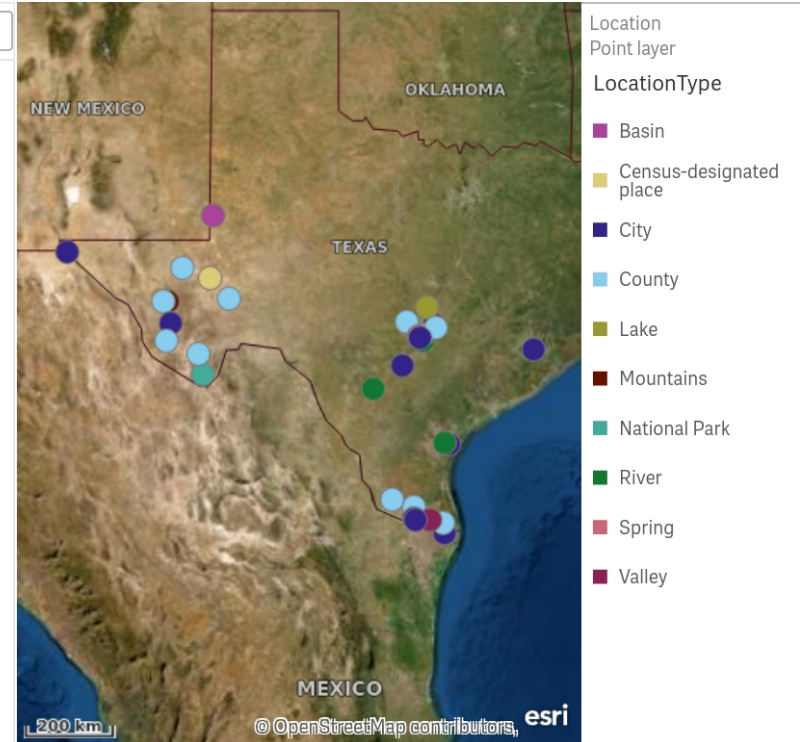 Location
Point layer
LocationType
Basin
Census-designated
place
City
County
Lake
Mountains
National Park
River
Spring
Valley
NEW MEXICO
OKLAHOMA
TEXAS
MEXICO
200 km
© OpenStreetMap contributors,
esri